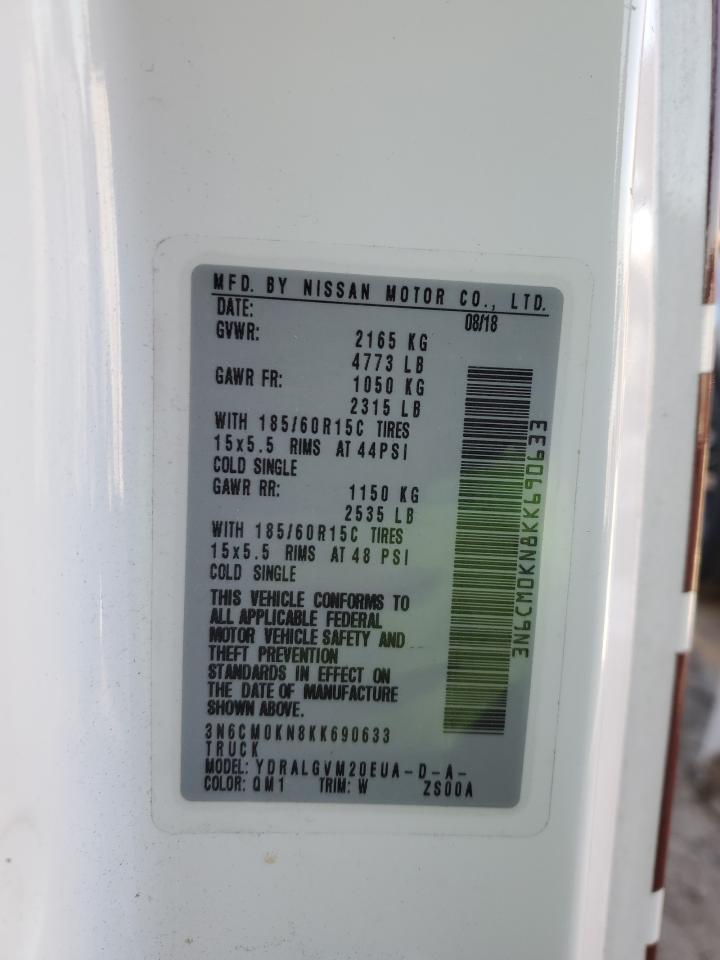 MFD. BY NISSAN MOTOR CO., LTD.
DATE: 08/18
GVWR: 2165 KG
4773 LB
GAWR FR: 1050 KG
2315 LB
WITH 185/60R15C TIRES
15x5.5 RIMS AT 44PSI
COLD SINGLE
GAWR RR: 1150 KG
2535 LB
WITH 185/60R15C TIRES
15x5.5 RIMS AT 48 PSI
COLD SINGLE
THIS VEHICLE CONFORMS TO
ALL APPLICABLE FEDERAL
MOTOR VEHICLE SAFETY AND
THEFT PREVENTION
STANDARDS IN EFFECT ON
THE DATE OF MANUFACTURE
SHOWN ABOVE.
3N6CM0KN8KK690633
TRUCK
MODEL: YDRALGVM20EUA-D-A-
COLOR: QM1 TRIM: W ZS00A
3N6CM0KN8KK690633